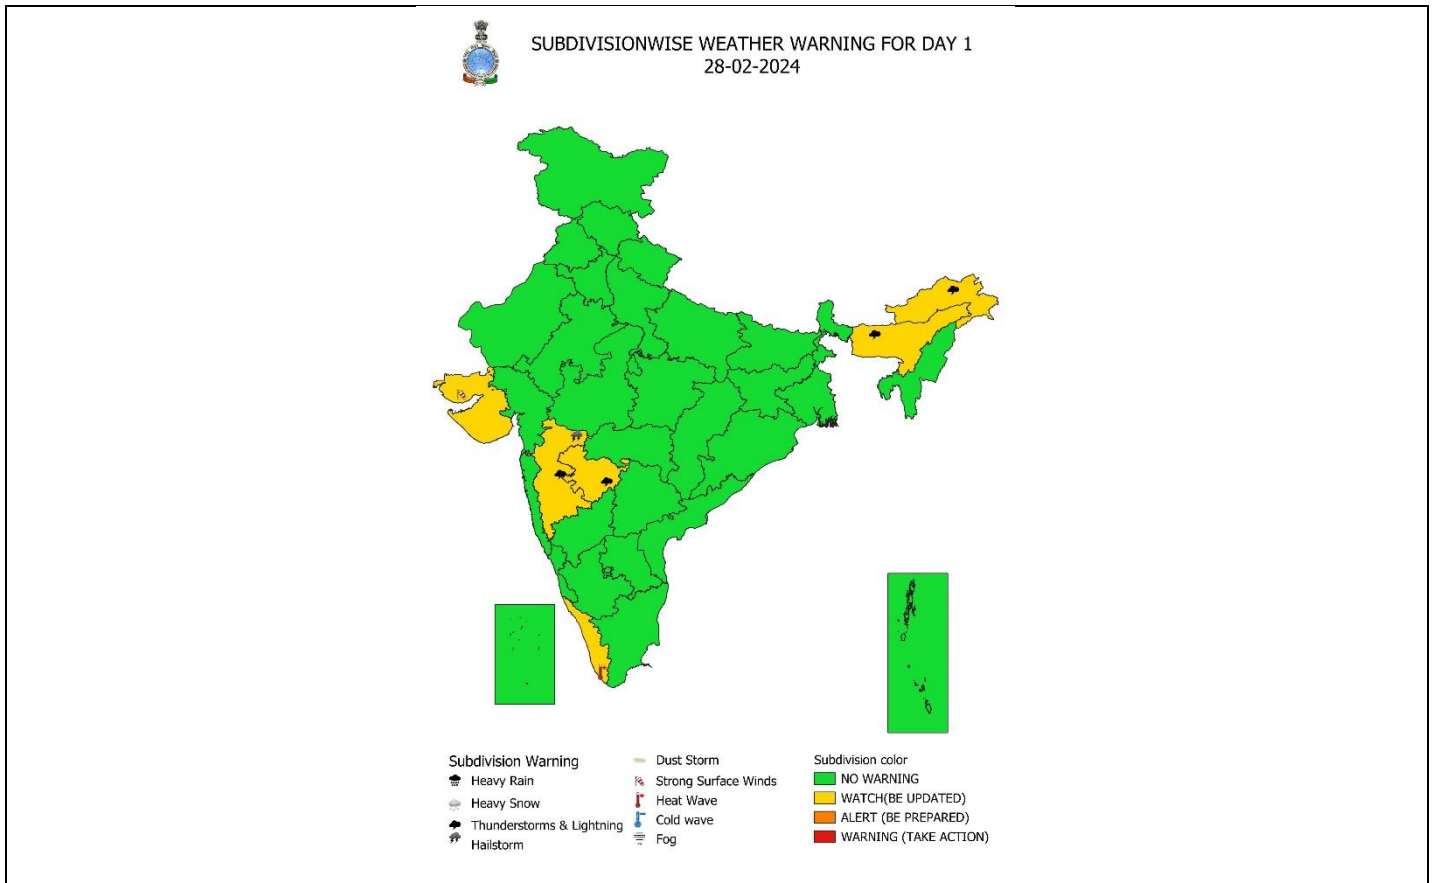 SUBDIVISIONWISE WEATHER WARNING FOR DAY 1
28-02-2024
Subdivision Warning
Heavy Rain
Heavy Snow
Thunderstorms & Lightning
Hailstorm
Dust Storm
Strong Surface Winds
Heat Wave
Cold wave
Fog
Subdivision color
NO WARNING
WATCH(BE UPDATED)
ALERT (BE PREPARED)
WARNING (TAKE ACTION)